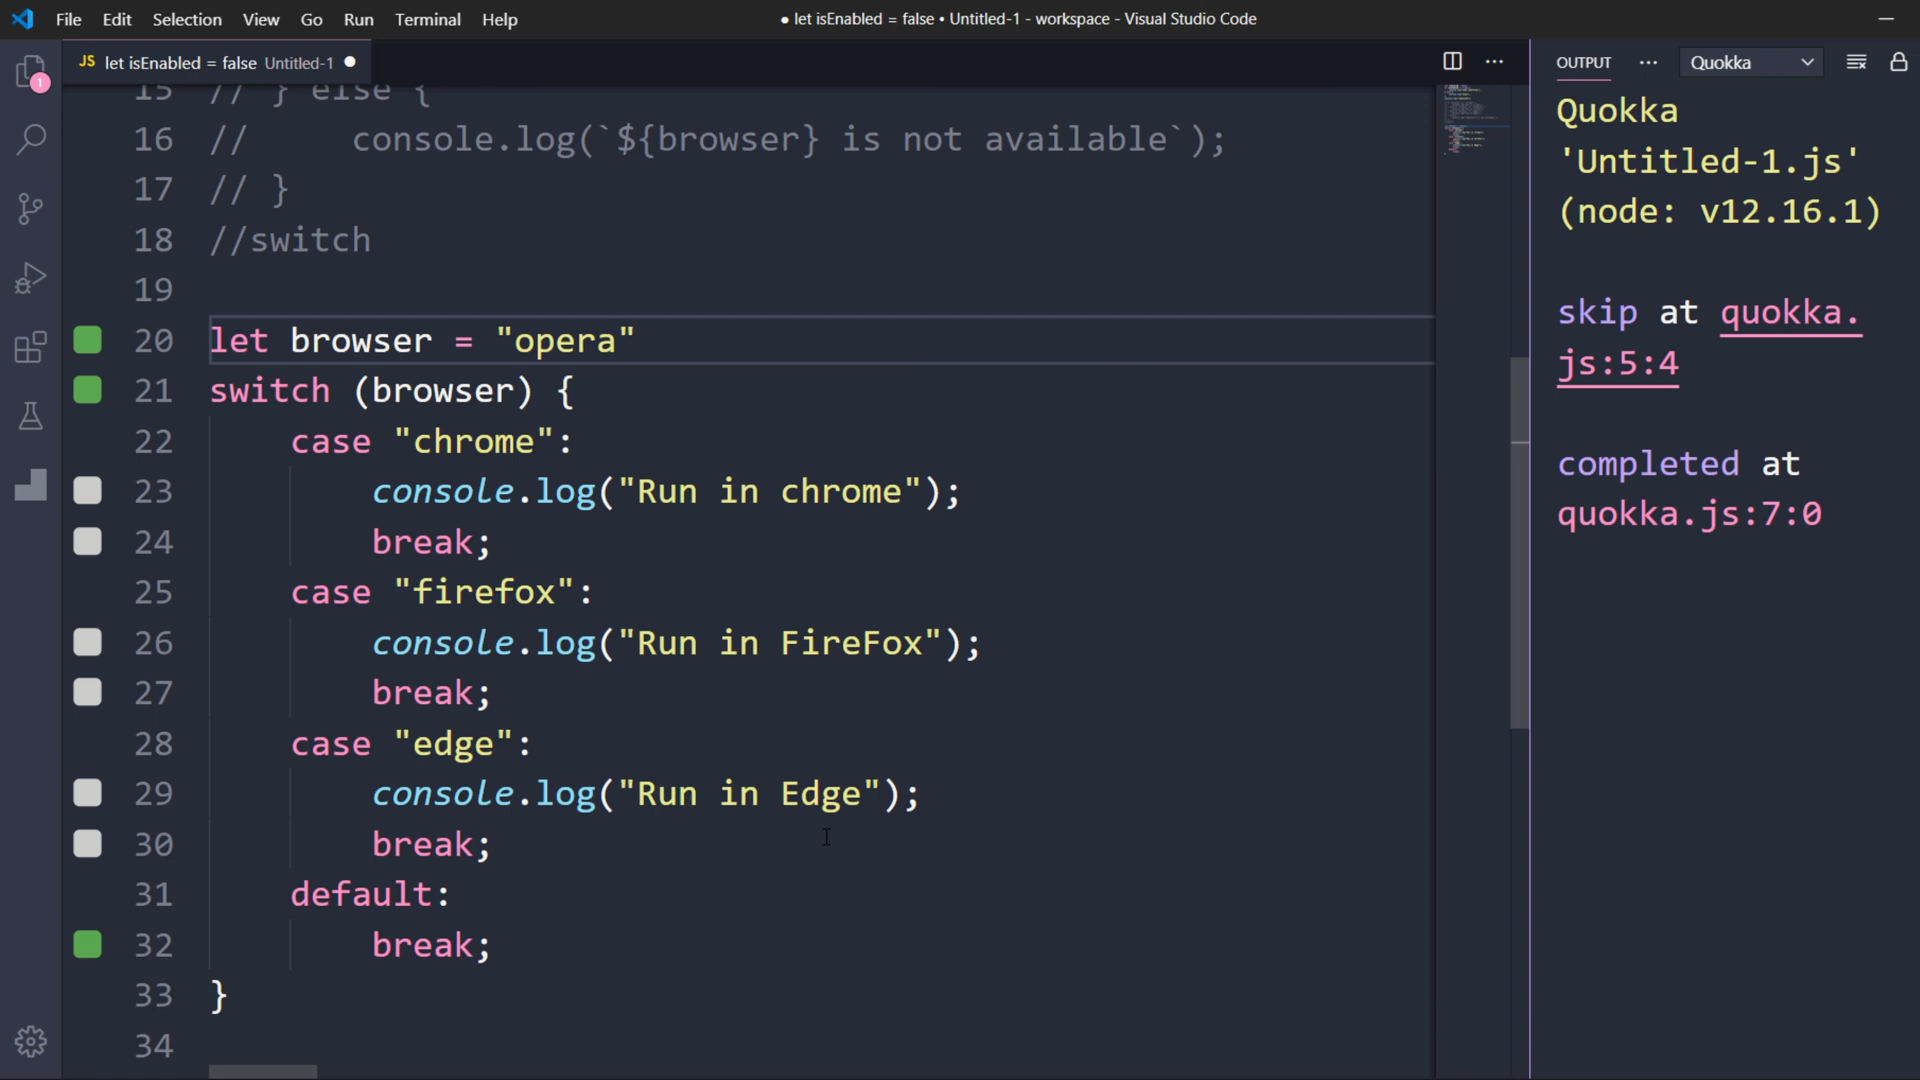 File Edit Selection View Go Run Terminal Help
● let isEnabled = false • Untitled-1 - workspace - Visual Studio Code
JS let isEnabled = false Untitled-1 ●
1
15 // } else {
16 //     console.log(`${browser} is not available`);
17 // }
18 //switch
19
20 let browser = "opera"
21 switch (browser) {
22     case "chrome":
23         console.log("Run in chrome");
24         break;
25     case "firefox":
26         console.log("Run in FireFox");
27         break;
28     case "edge":
29         console.log("Run in Edge");
30         break;
31     default:
32         break;
33 }
34
OUTPUT ··· Quokka
Quokka
'Untitled-1.js'
(node: v12.16.1)
skip at quokka.
js:5:4
completed at
quokka.js:7:0